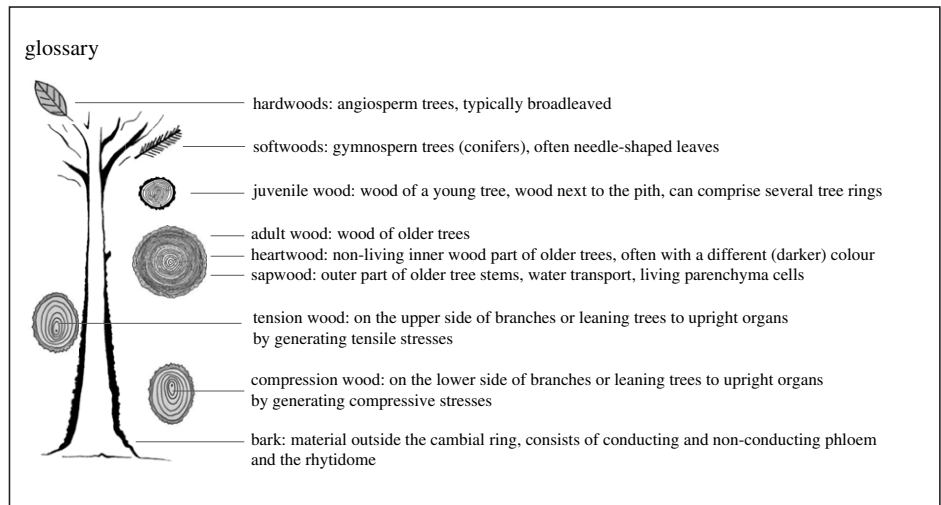 glossary
hardwoods: angiosperm trees, typically broadleaved
softwoods: gymnospern trees (conifers), often needle-shaped leaves
juvenile wood: wood of a young tree, wood next to the pith, can comprise several tree rings
adult wood: wood of older trees
heartwood: non-living inner wood part of older trees, often with a different (darker) colour
sapwood: outer part of older tree stems, water transport, living parenchyma cells
tension wood: on the upper side of branches or leaning trees to upright organs
by generating tensile stresses
compression wood: on the lower side of branches or leaning trees to upright organs
by generating compressive stresses
bark: material outside the cambial ring, consists of conducting and non-conducting phloem
and the rhytidome